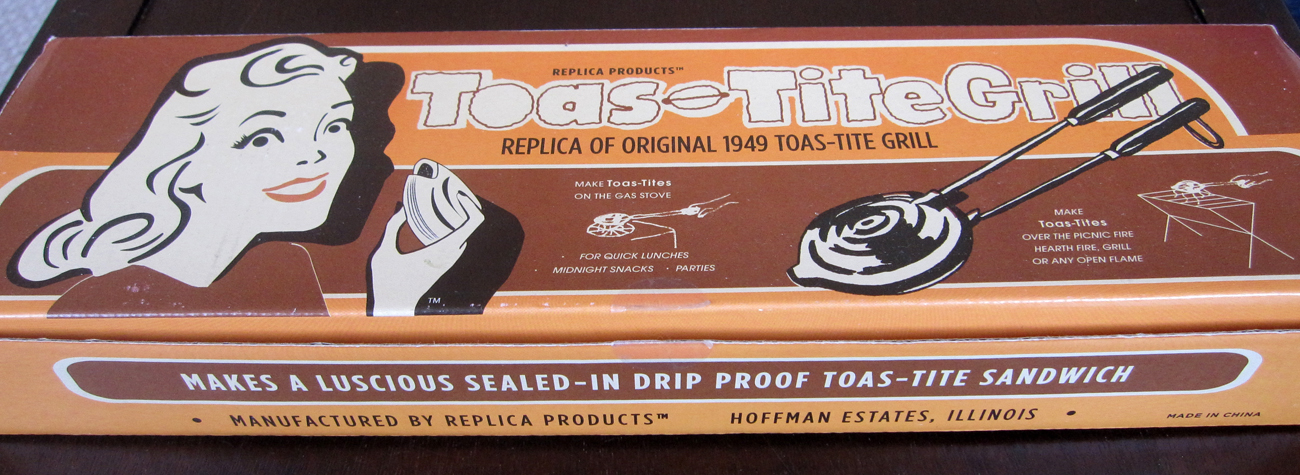 REPLICA PRODUCTS™
Toas-Tite Grill
REPLICA OF ORIGINAL 1949 TOAS-TITE GRILL
MAKE Toas-Tites
ON THE GAS STOVE
· FOR QUICK LUNCHES
· MIDNIGHT SNACKS · PARTIES
MAKE
Toas-Tites
OVER THE PICNIC FIRE
HEARTH FIRE, GRILL
OR ANY OPEN FLAME
TM
MAKES A LUSCIOUS SEALED-IN DRIP PROOF TOAS-TITE SANDWICH
• MANUFACTURED BY REPLICA PRODUCTS™ HOFFMAN ESTATES, ILLINOIS •
MADE IN CHINA